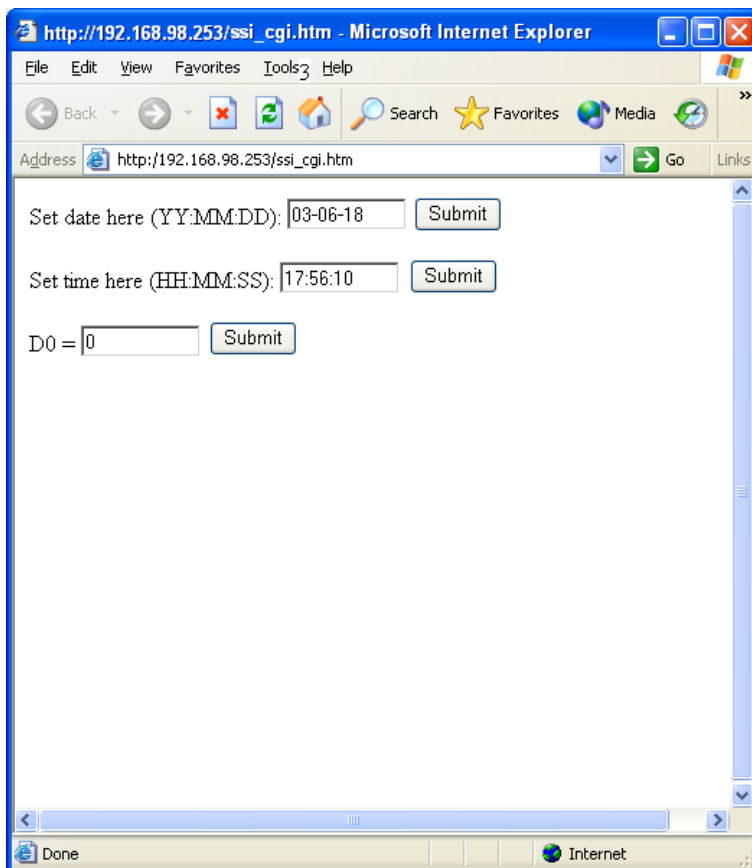 http://192.168.98.253/ssi_cgi.htm - Microsoft Internet Explorer
File Edit View Favorites Tools3 Help
Back Search Favorites Media »
Address http:/192.168.98.253/ssi_cgi.htm Go Links
Set date here (YY:MM:DD): 03-06-18 Submit
Set time here (HH:MM:SS): 17:56:10 Submit
D0 = 0 Submit
Done Internet